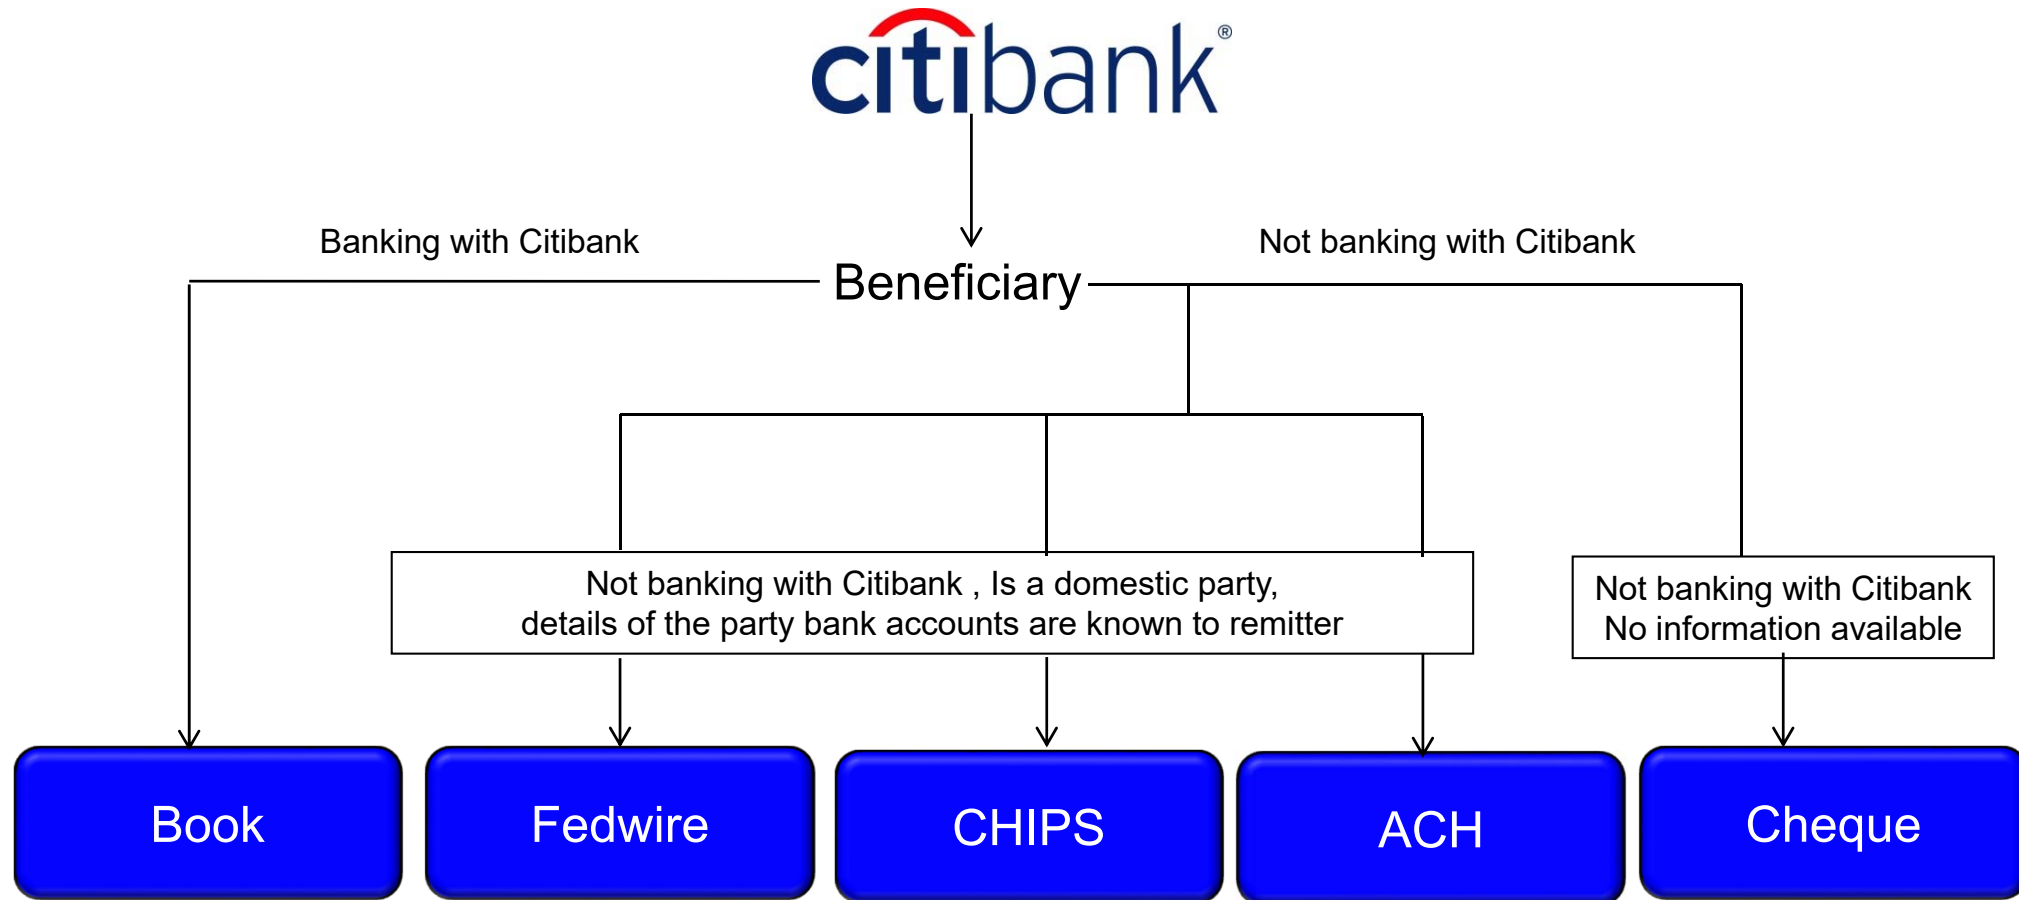 citibank®
Banking with Citibank
Not banking with Citibank
Beneficiary
Not banking with Citibank , Is a domestic party,
details of the party bank accounts are known to remitter
Not banking with Citibank
No information available
Book
Fedwire
CHIPS
ACH
Cheque